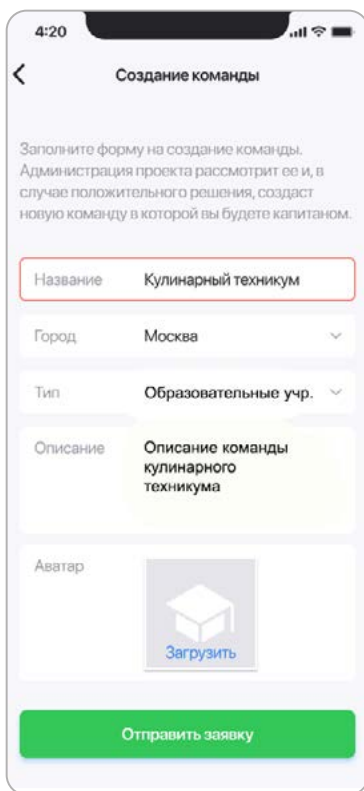 4:20
Создание команды
Заполните форму на создание команды.
Администрация проекта рассмотрит ее и, в
случае положительного решения, создаст
новую команду в которой вы будете капитаном.
Название Кулинарный техникум
Город Москва
Тип Образовательные учр.
Описание Описание команды
кулинарного
техникума
Аватар
Загрузить
Отправить заявку